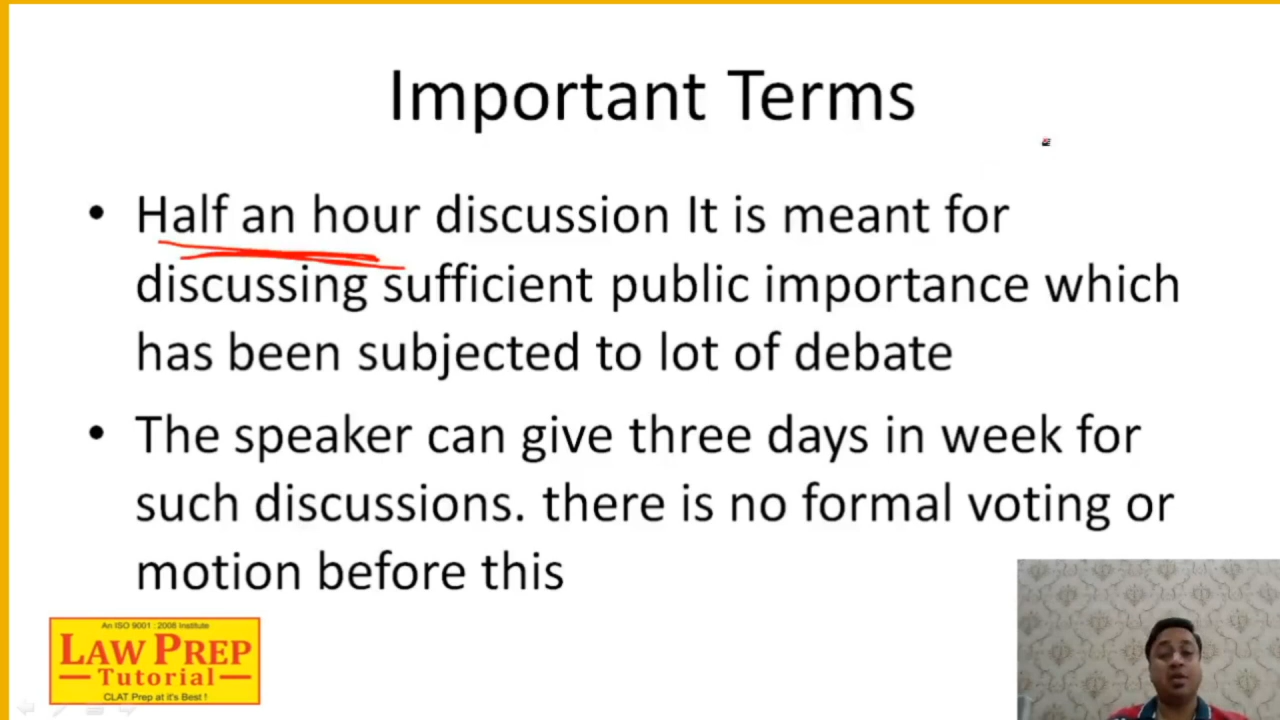 Important Terms
• Half an hour discussion It is meant for
discussing sufficient public importance which
has been subjected to lot of debate
• The speaker can give three days in week for
such discussions. there is no formal voting or
motion before this
An ISO 9001 : 2008 Institute
LAW PREP
Tutorial
CLAT Prep at it's Best !